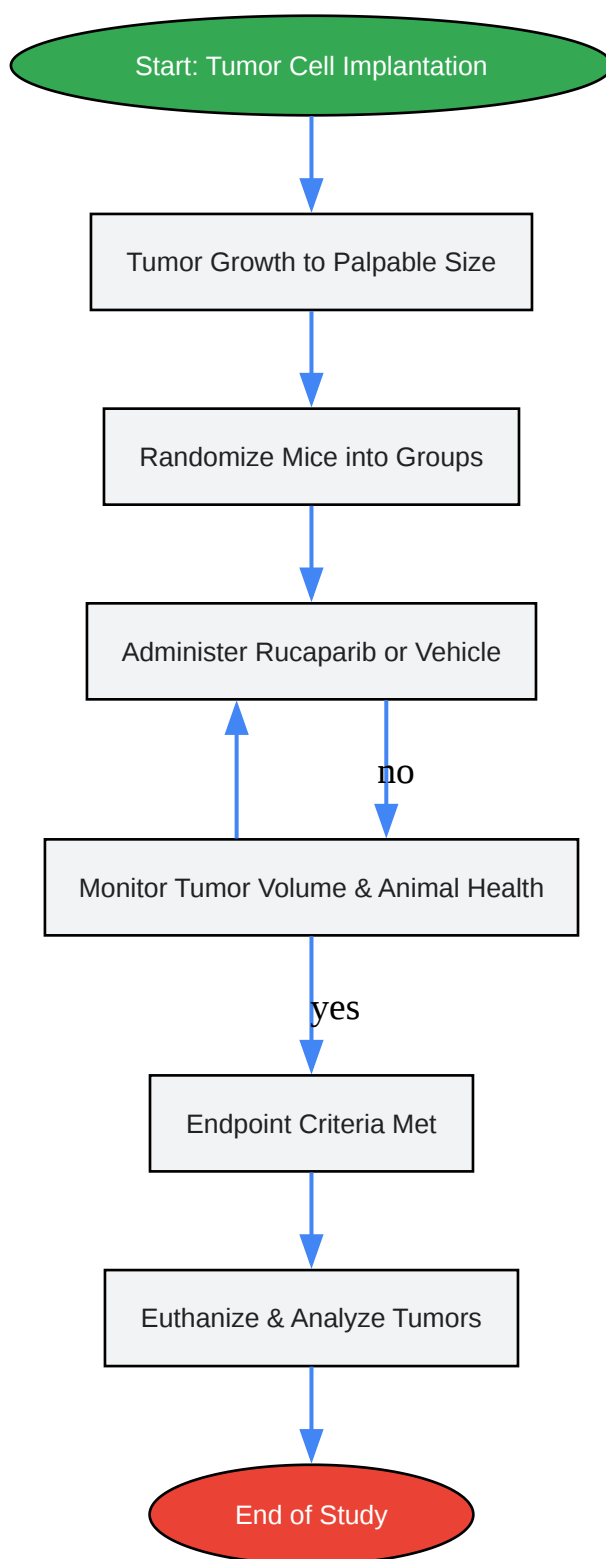 Start: Tumor Cell Implantation
Tumor Growth to Palpable Size
Randomize Mice into Groups
Administer Rucaparib or Vehicle
no
Monitor Tumor Volume & Animal Health
yes
Endpoint Criteria Met
Euthanize & Analyze Tumors
End of Study